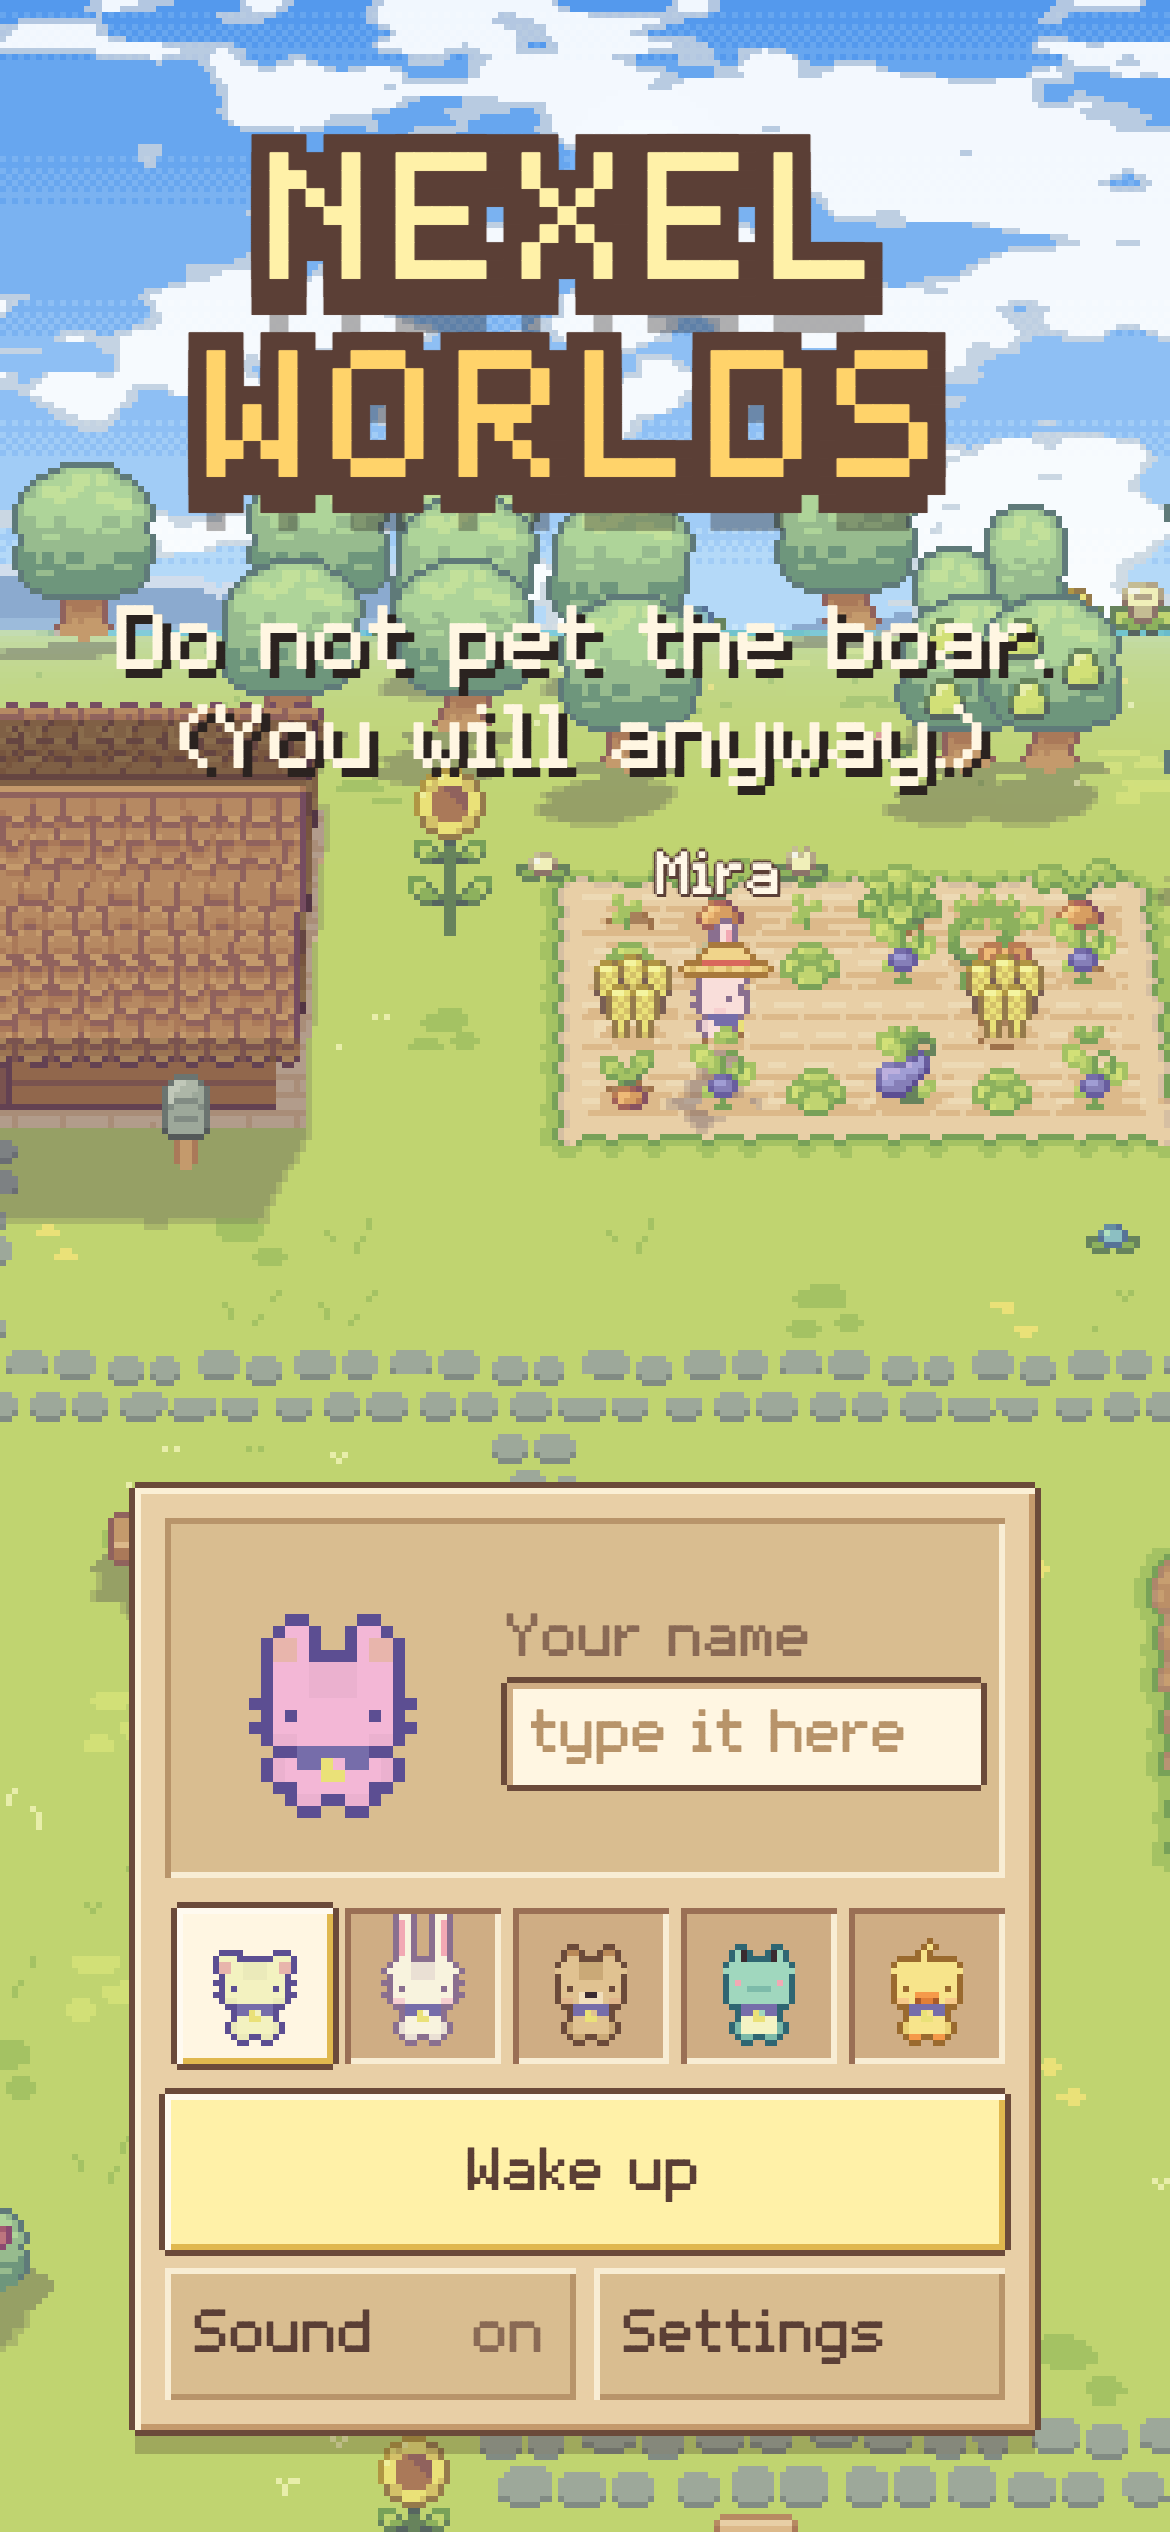 NEXEL
WORLDS
Do not pet the boar.
(You will anyway.)
Mira
Your name
type it here
Wake up
Sound on
Settings